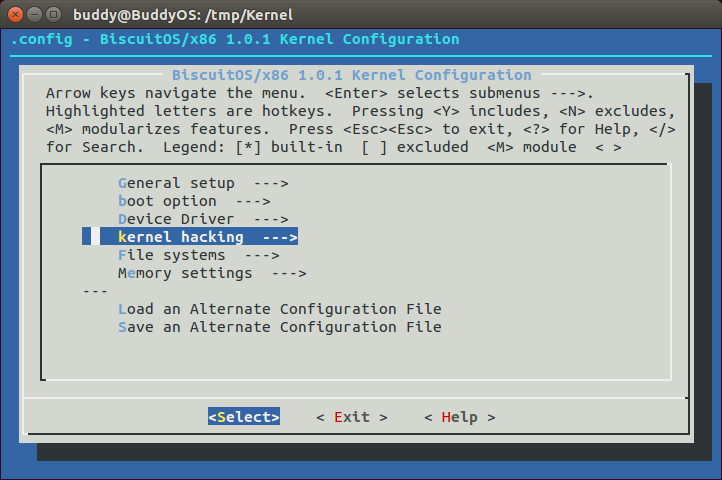 buddy@BuddyOS: /tmp/Kernel
.config - BiscuitOS/x86 1.0.1 Kernel Configuration
BiscuitOS/x86 1.0.1 Kernel Configuration
Arrow keys navigate the menu.  <Enter> selects submenus --->.
Highlighted letters are hotkeys.  Pressing <Y> includes, <N> excludes,
<M> modularizes features.  Press <Esc><Esc> to exit, <?> for Help, </>
for Search.  Legend: [*] built-in  [ ] excluded  <M> module  < >
General setup  --->
boot option  --->
Device Driver  --->
kernel hacking  --->
File systems  --->
Memory settings  --->
---
Load an Alternate Configuration File
Save an Alternate Configuration File
<Select>    < Exit >    < Help >